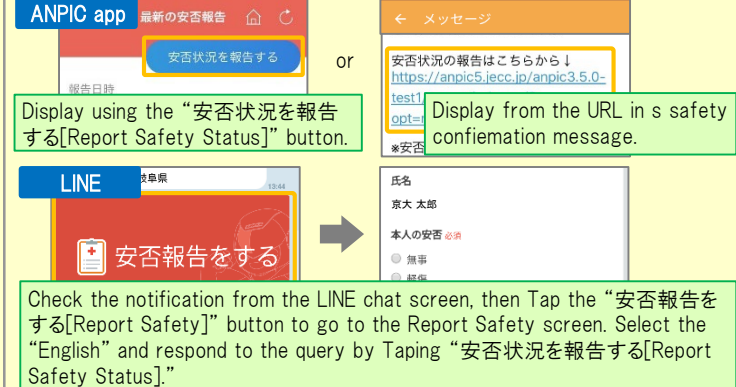 ANPIC app
最新の安否報告
安否状況を報告する
報告日時
Display using the “安否状況を報告
する[Report Safety Status]” button.
or
← メッセージ
安否状況の報告はこちらから↓
https://anpic5.jecc.jp/anpic3.5.0-
test1/
opt=
※安否
Display from the URL in s safety
confiemation message.
LINE
岐阜県
13:44
安否報告をする
氏名
京大 太郎
本人の安否 必須
無事
軽傷
Check the notification from the LINE chat screen, then Tap the “安否報告を
する[Report Safety]” button to go to the Report Safety screen. Select the
“English” and respond to the query by Taping “安否状況を報告する[Report
Safety Status].”